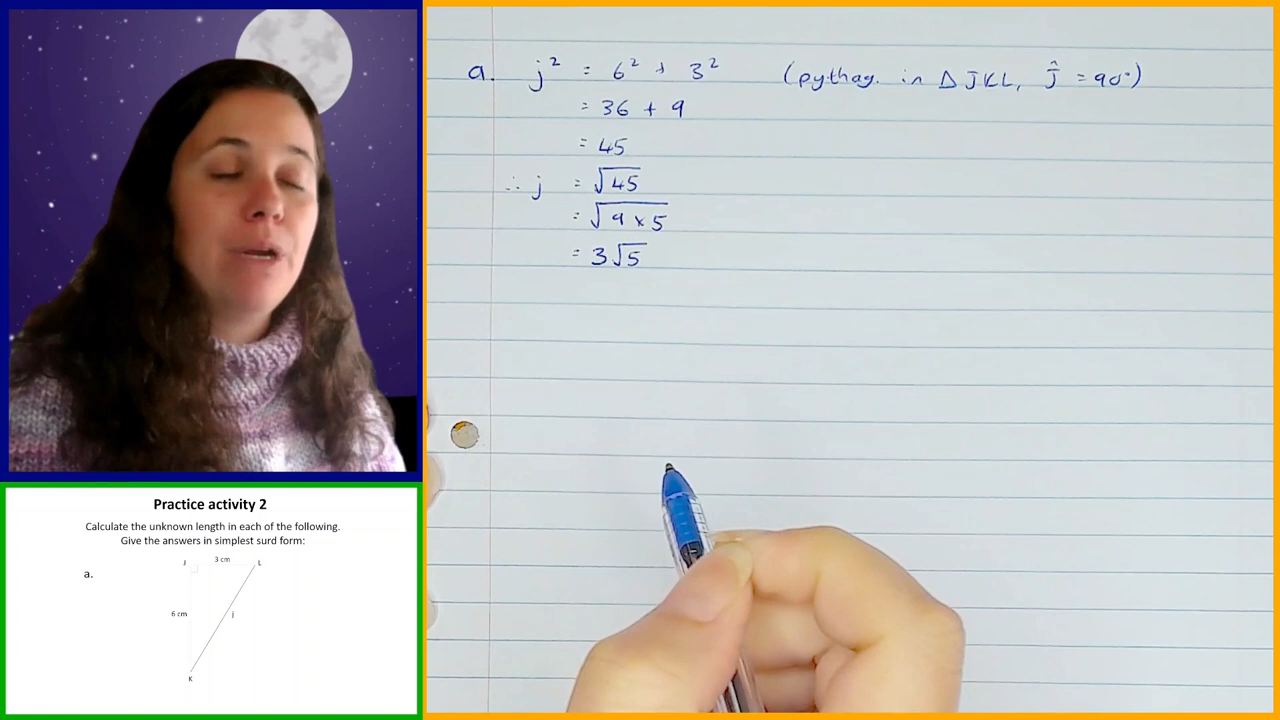 a. j² = 6² + 3² (pythag. in ΔJKL, Ĵ = 90°)
= 36 + 9
= 45
∴ j = √45
= √9 × 5
= 3√5
Practice activity 2
Calculate the unknown length in each of the following.
Give the answers in simplest surd form:
a.
J 3 cm L
6 cm j
K